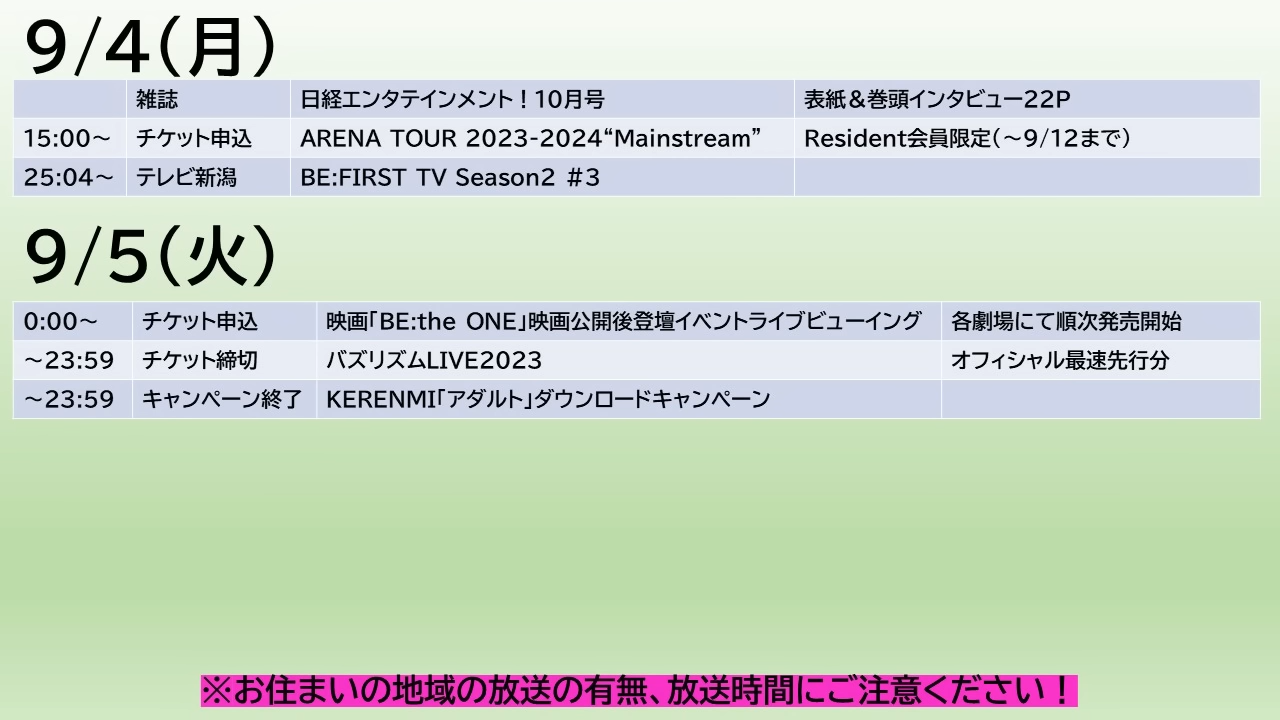 9/4(月)
雑誌 日経エンタテインメント！10月号 表紙＆巻頭インタビュー22P
15:00～ チケット申込 ARENA TOUR 2023-2024“Mainstream” Resident会員限定(～9/12まで)
25:04～ テレビ新潟 BE:FIRST TV Season2 #3
9/5(火)
0:00～ チケット申込 映画｢BE:the ONE｣映画公開後登壇イベントライブビューイング 各劇場にて順次発売開始
～23:59 チケット締切 バズリズムLIVE2023 オフィシャル最速先行分
～23:59 キャンペーン終了 KERENMI｢アダルト｣ダウンロードキャンペーン
※お住まいの地域の放送の有無、放送時間にご注意ください！